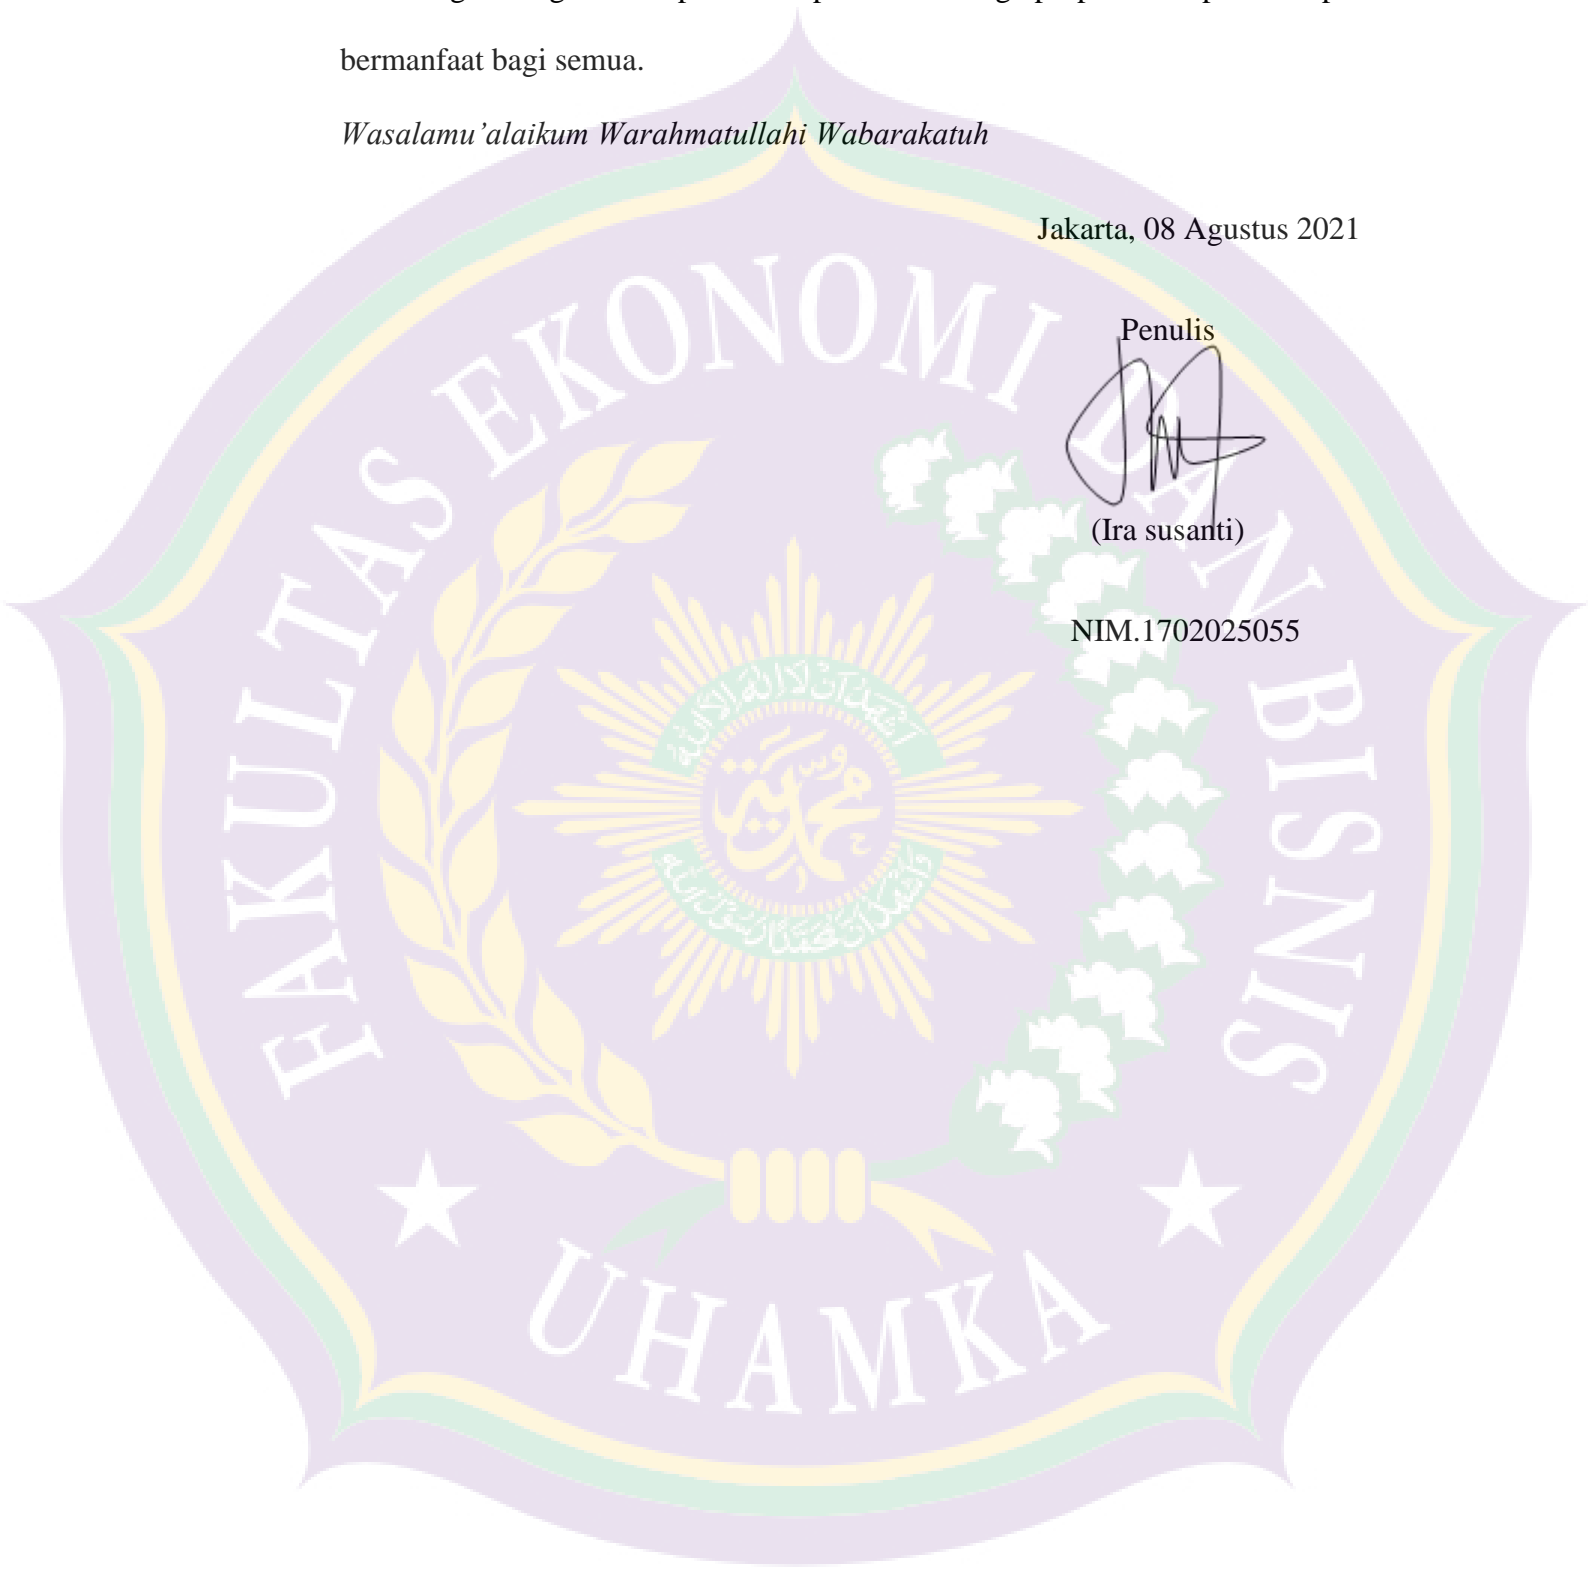 bermanfaat bagi semua.
Wasalamu’alaikum Warahmatullahi Wabarakatuh
Jakarta, 08 Agustus 2021
Penulis
(Ira susanti)
NIM.1702025055
FAKULTAS EKONOMI DAN BISNIS
UHAMKA
محمدية